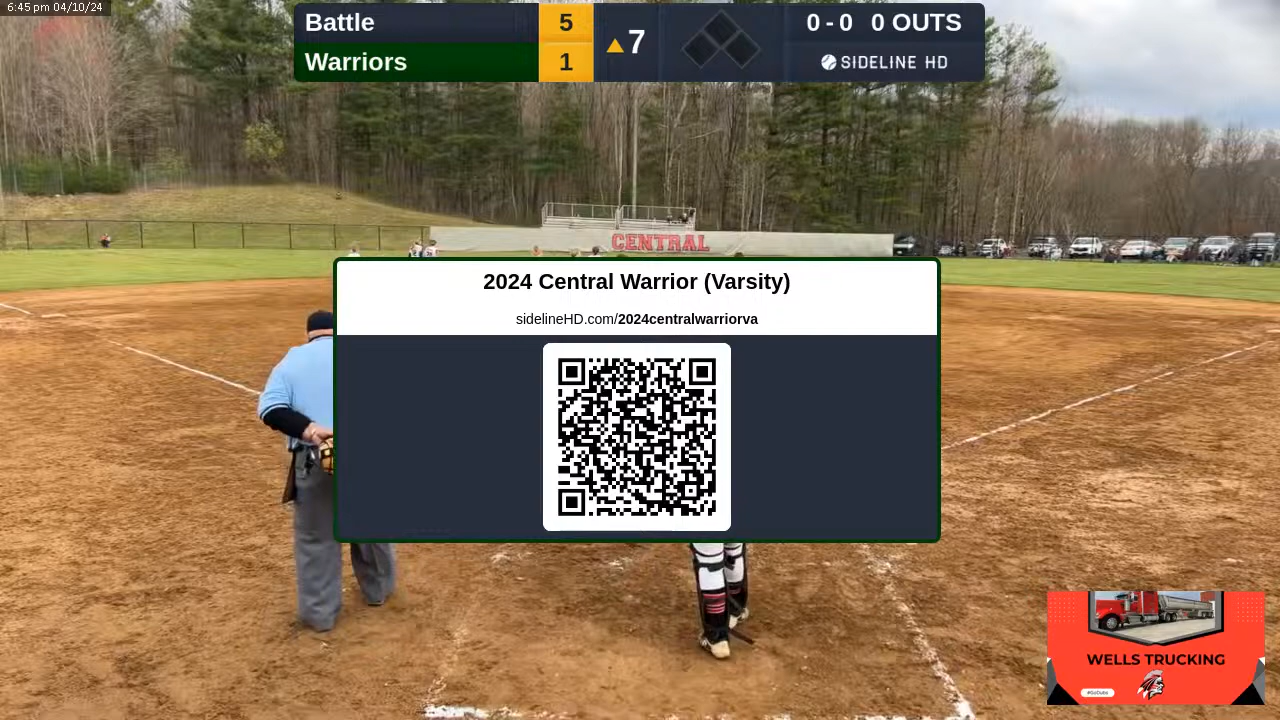 6:45 pm 04/10/24
Battle 5
Warriors 1
7
0 - 0 0 OUTS
SIDELINE HD
CENTRAL
2024 Central Warrior (Varsity)
sidelineHD.com/2024centralwarriorva
WELLS TRUCKING
#GoDuke